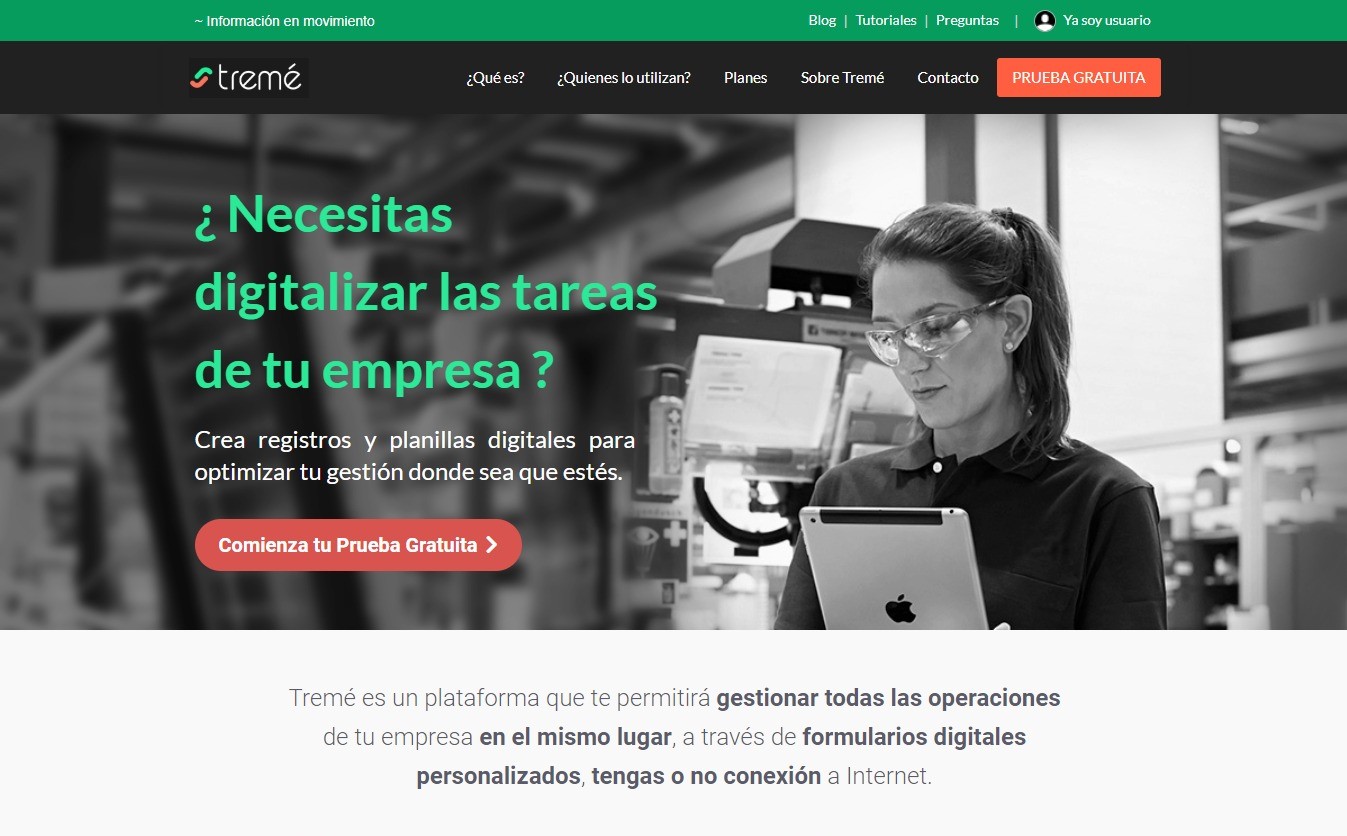 ~ Información en movimiento
Blog | Tutoriales | Preguntas | Ya soy usuario
tremé
¿Qué es? ¿Quienes lo utilizan? Planes Sobre Tremé Contacto PRUEBA GRATUITA
¿ Necesitas
digitalizar las tareas
de tu empresa ?
Crea registros y planillas digitales para
optimizar tu gestión donde sea que estés.
Comienza tu Prueba Gratuita
Tremé es un plataforma que te permitirá gestionar todas las operaciones
de tu empresa en el mismo lugar, a través de formularios digitales
personalizados, tengas o no conexión a Internet.